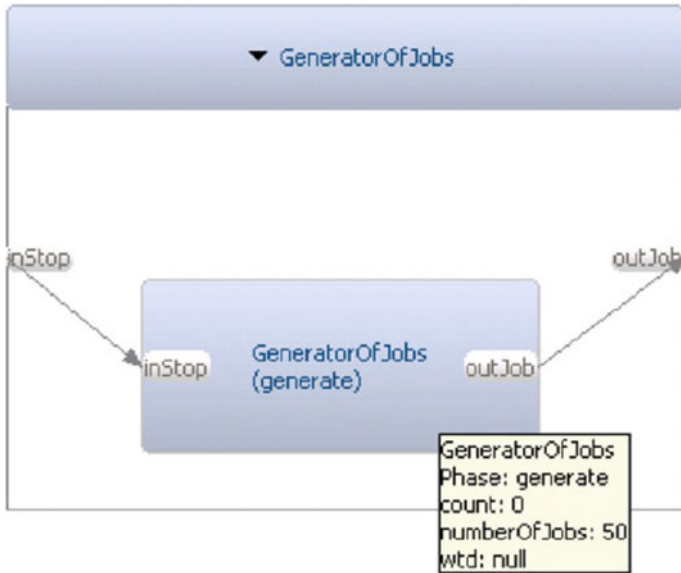 GeneratorOfJobs
inStop
outJob
inStop
GeneratorOfJobs
(generate)
outJob
GeneratorOfJobs
Phase: generate
count: 0
numberOfJobs: 50
wtd: null